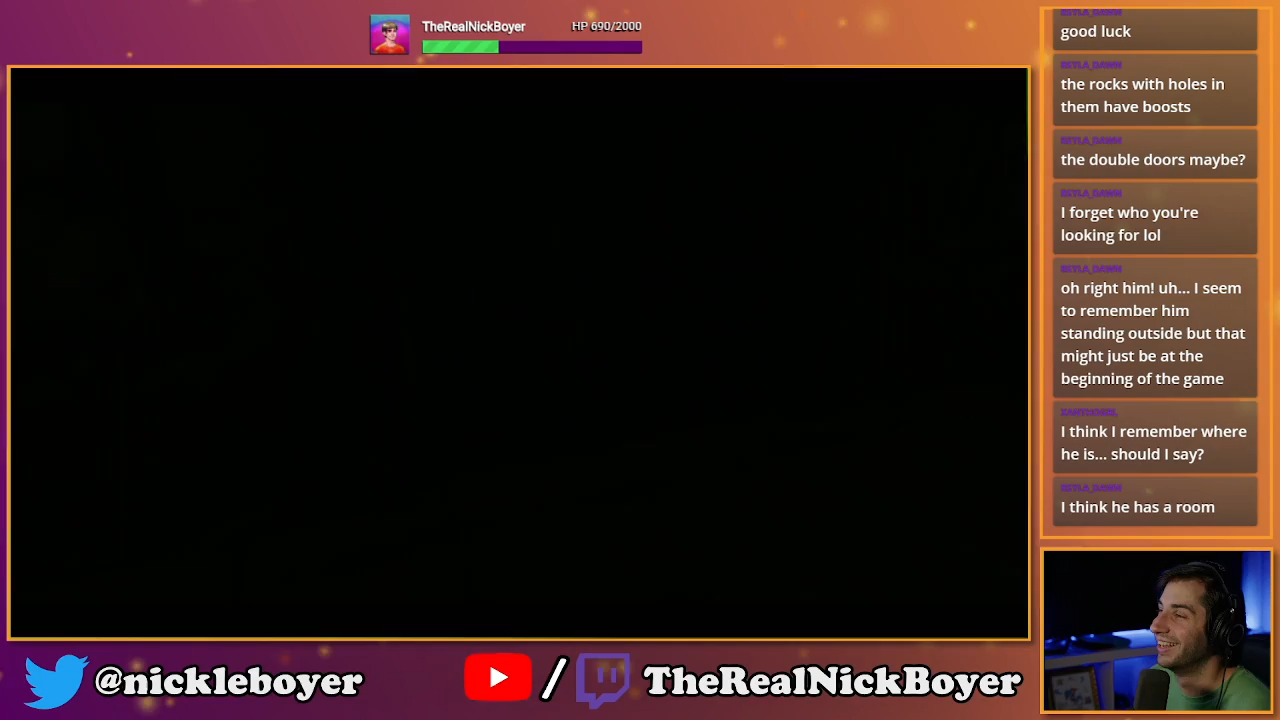 TheRealNickBoyer
HP 690/2000
good luck
the rocks with holes in
them have boosts
the double doors maybe?
I forget who you're
looking for lol
oh right him! uh... I seem
to remember him
standing outside but that
might just be at the
beginning of the game
I think I remember where
he is... should I say?
I think he has a room
@nickleboyer
/
TheRealNickBoyer